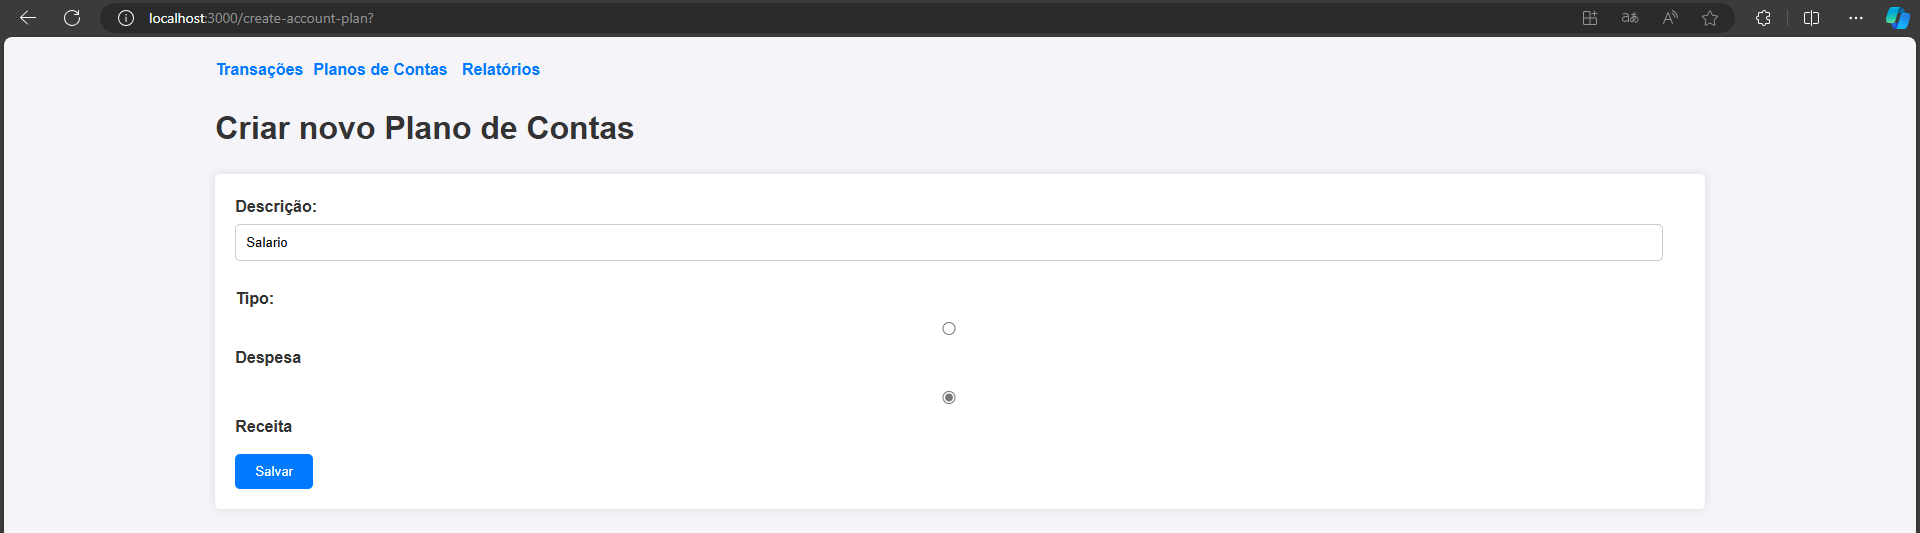 localhost:3000/create-account-plan?
Transações Planos de Contas Relatórios
Criar novo Plano de Contas
Descrição:
Salario
Tipo:
Despesa
Receita
Salvar